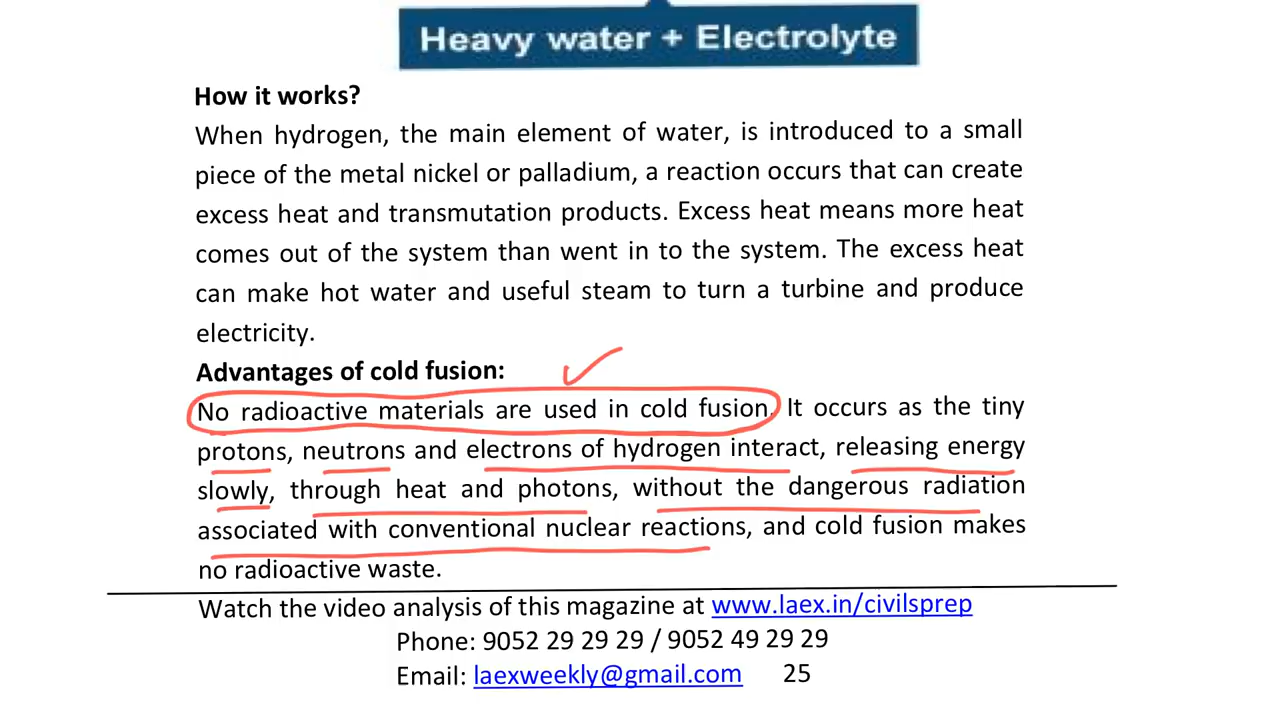 Heavy water + Electrolyte
How it works?
When hydrogen, the main element of water, is introduced to a small
piece of the metal nickel or palladium, a reaction occurs that can create
excess heat and transmutation products. Excess heat means more heat
comes out of the system than went in to the system. The excess heat
can make hot water and useful steam to turn a turbine and produce
electricity.
Advantages of cold fusion:
No radioactive materials are used in cold fusion. It occurs as the tiny
protons, neutrons and electrons of hydrogen interact, releasing energy
slowly, through heat and photons, without the dangerous radiation
associated with conventional nuclear reactions, and cold fusion makes
no radioactive waste.
Watch the video analysis of this magazine at www.laex.in/civilsprep
Phone: 9052 29 29 29 / 9052 49 29 29
Email: laexweekly@gmail.com 25